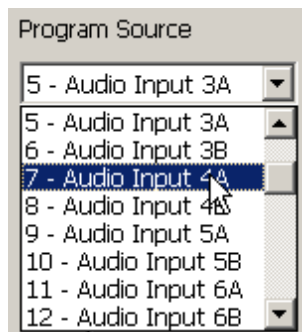 Program Source
5 - Audio Input 3A
5 - Audio Input 3A
6 - Audio Input 3B
7 - Audio Input 4A
8 - Audio Input 4B
9 - Audio Input 5A
10 - Audio Input 5B
11 - Audio Input 6A
12 - Audio Input 6B